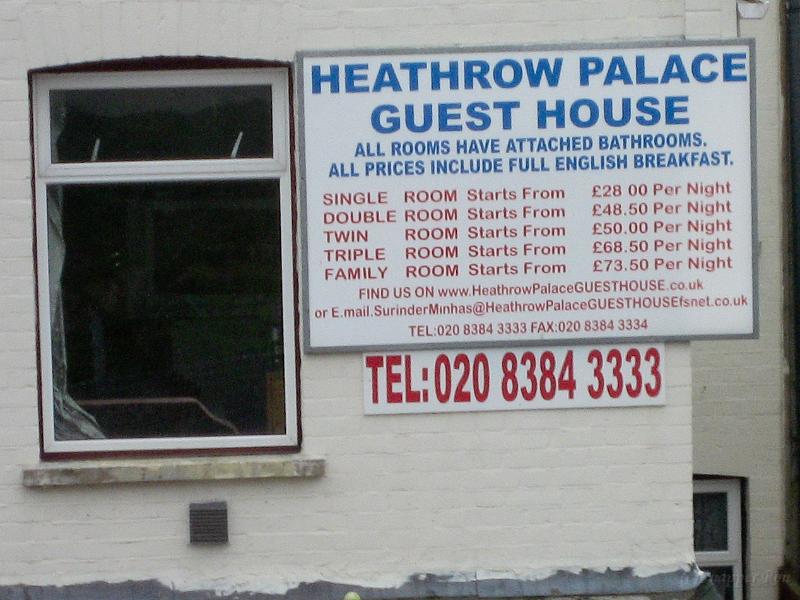 HEATHROW PALACE
GUEST HOUSE
ALL ROOMS HAVE ATTACHED BATHROOMS.
ALL PRICES INCLUDE FULL ENGLISH BREAKFAST.
SINGLE ROOM Starts From £28 00 Per Night
DOUBLE ROOM Starts From £48.50 Per Night
TWIN ROOM Starts From £50.00 Per Night
TRIPLE ROOM Starts From £68.50 Per Night
FAMILY ROOM Starts From £73.50 Per Night
FIND US ON www.HeathrowPalaceGUESTHOUSE.co.uk
or E.mail.SurinderMinhas@HeathrowPalaceGUESTHOUSEfsnet.co.uk
TEL:020 8384 3333 FAX:020 8384 3334
TEL:020 8384 3333